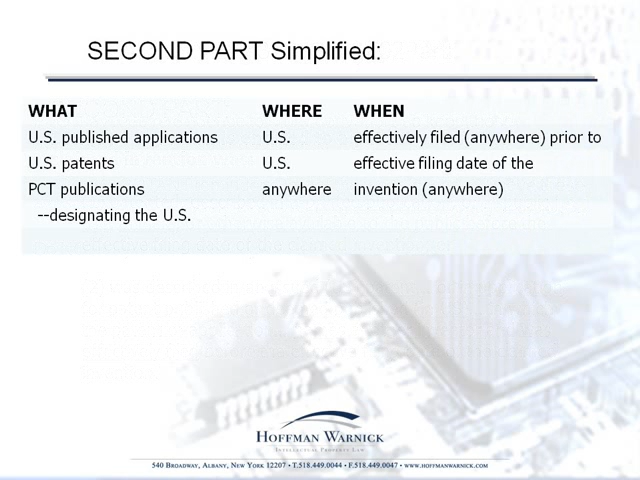 SECOND PART Simplified:
WHAT WHERE WHEN
U.S. published applications U.S. effectively filed (anywhere) prior to
U.S. patents U.S. effective filing date of the
PCT publications anywhere invention (anywhere)
--designating the U.S.
HOFFMAN WARNICK
INTELLECTUAL PROPERTY LAW
540 BROADWAY, ALBANY, NEW YORK 12207 • T.518.449.0044 • F.518.449.0047 • WWW.HOFFMANWARNICK.COM